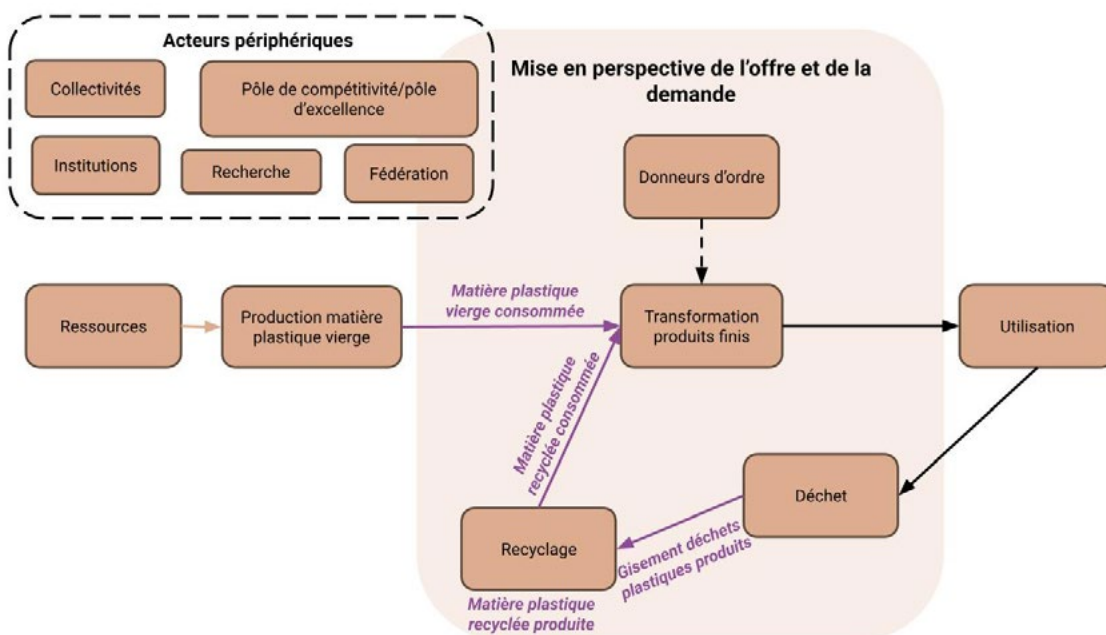 Acteurs périphériques
Collectivités
Pôle de compétitivité/pôle
d'excellence
Institutions
Recherche
Fédération
Mise en perspective de l'offre et de la
demande
Donneurs d'ordre
Ressources
Production matière
plastique vierge
Matière plastique
vierge consommée
Transformation
produits finis
Utilisation
Matière plastique
recyclée consommée
Déchet
Recyclage
Gisement déchets
plastiques produits
Matière plastique
recyclée produite